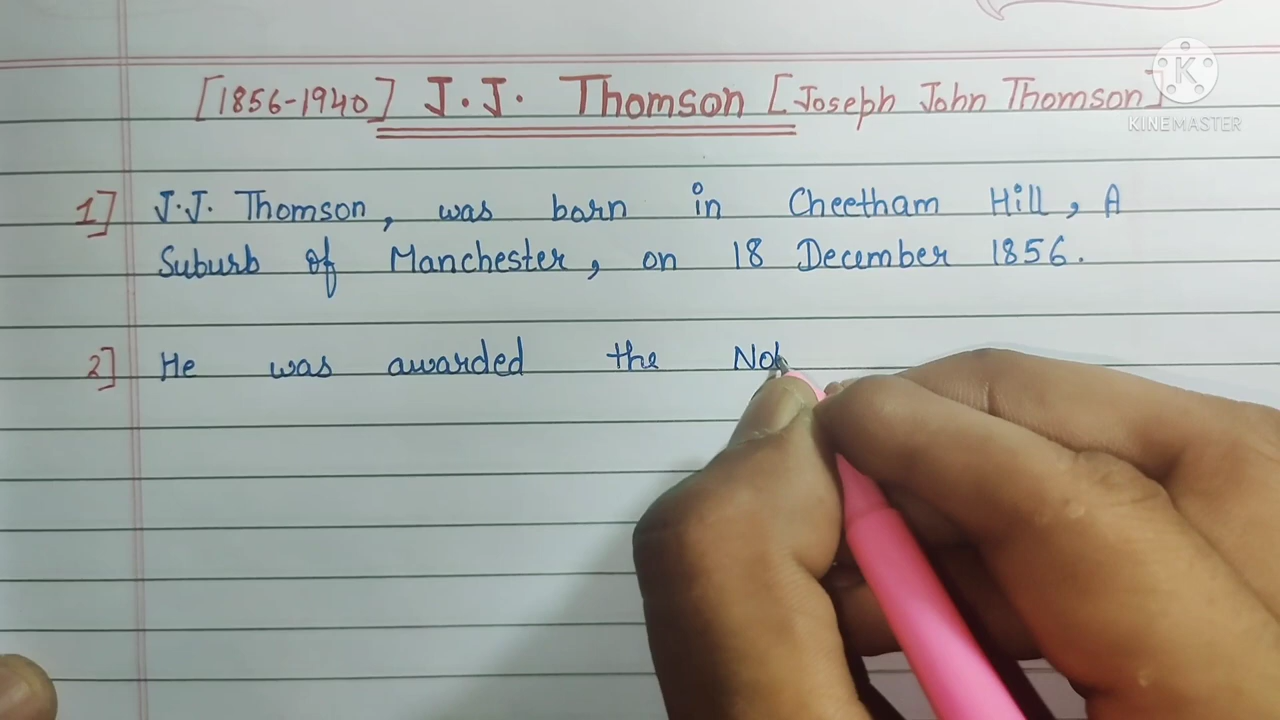 [1856-1940] J.J. Thomson [Joseph John Thomson]
KINEMASTER
1] J.J. Thomson, was born in Cheetham Hill, A
Suburb of Manchester, on 18 December 1856.
2] He was awarded the